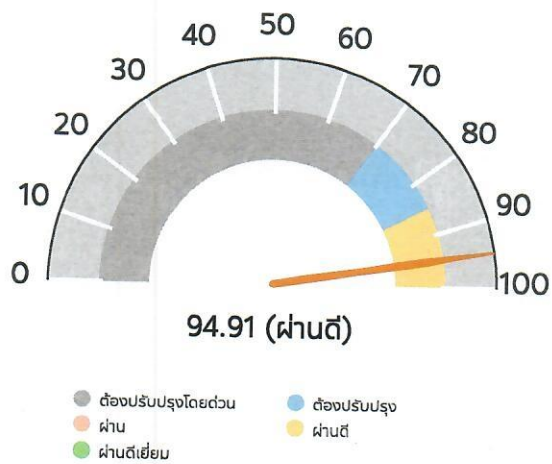 50
40
60
30
70
20
80
10
90
0
100
94.91 (ผ่านดี)
ต้องปรับปรุงโดยด่วน
ต้องปรับปรุง
ผ่าน
ผ่านดี
ผ่านดีเยี่ยม